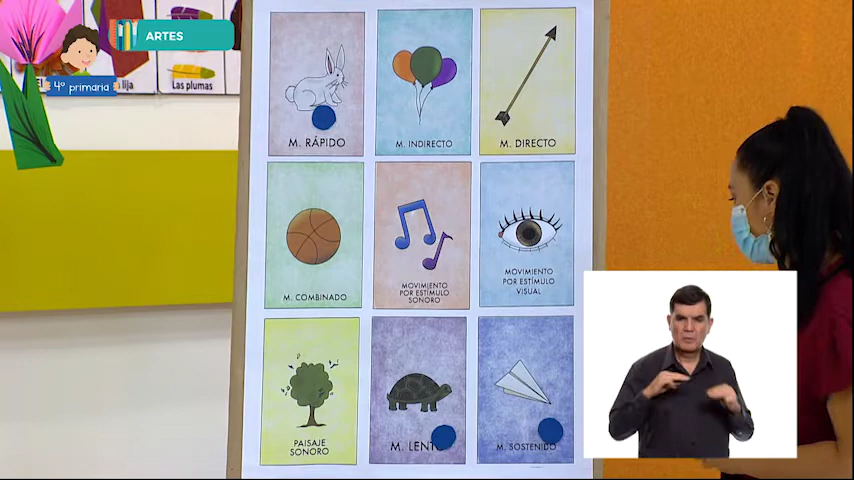 ARTES
4º primaria
lija
Las plumas
M. RÁPIDO
M. INDIRECTO
M. DIRECTO
M. COMBINADO
MOVIMIENTO
POR ESTÍMULO
SONORO
MOVIMIENTO
POR ESTÍMULO
VISUAL
PAISAJE
SONORO
M. LENTO
M. SOSTENIDO